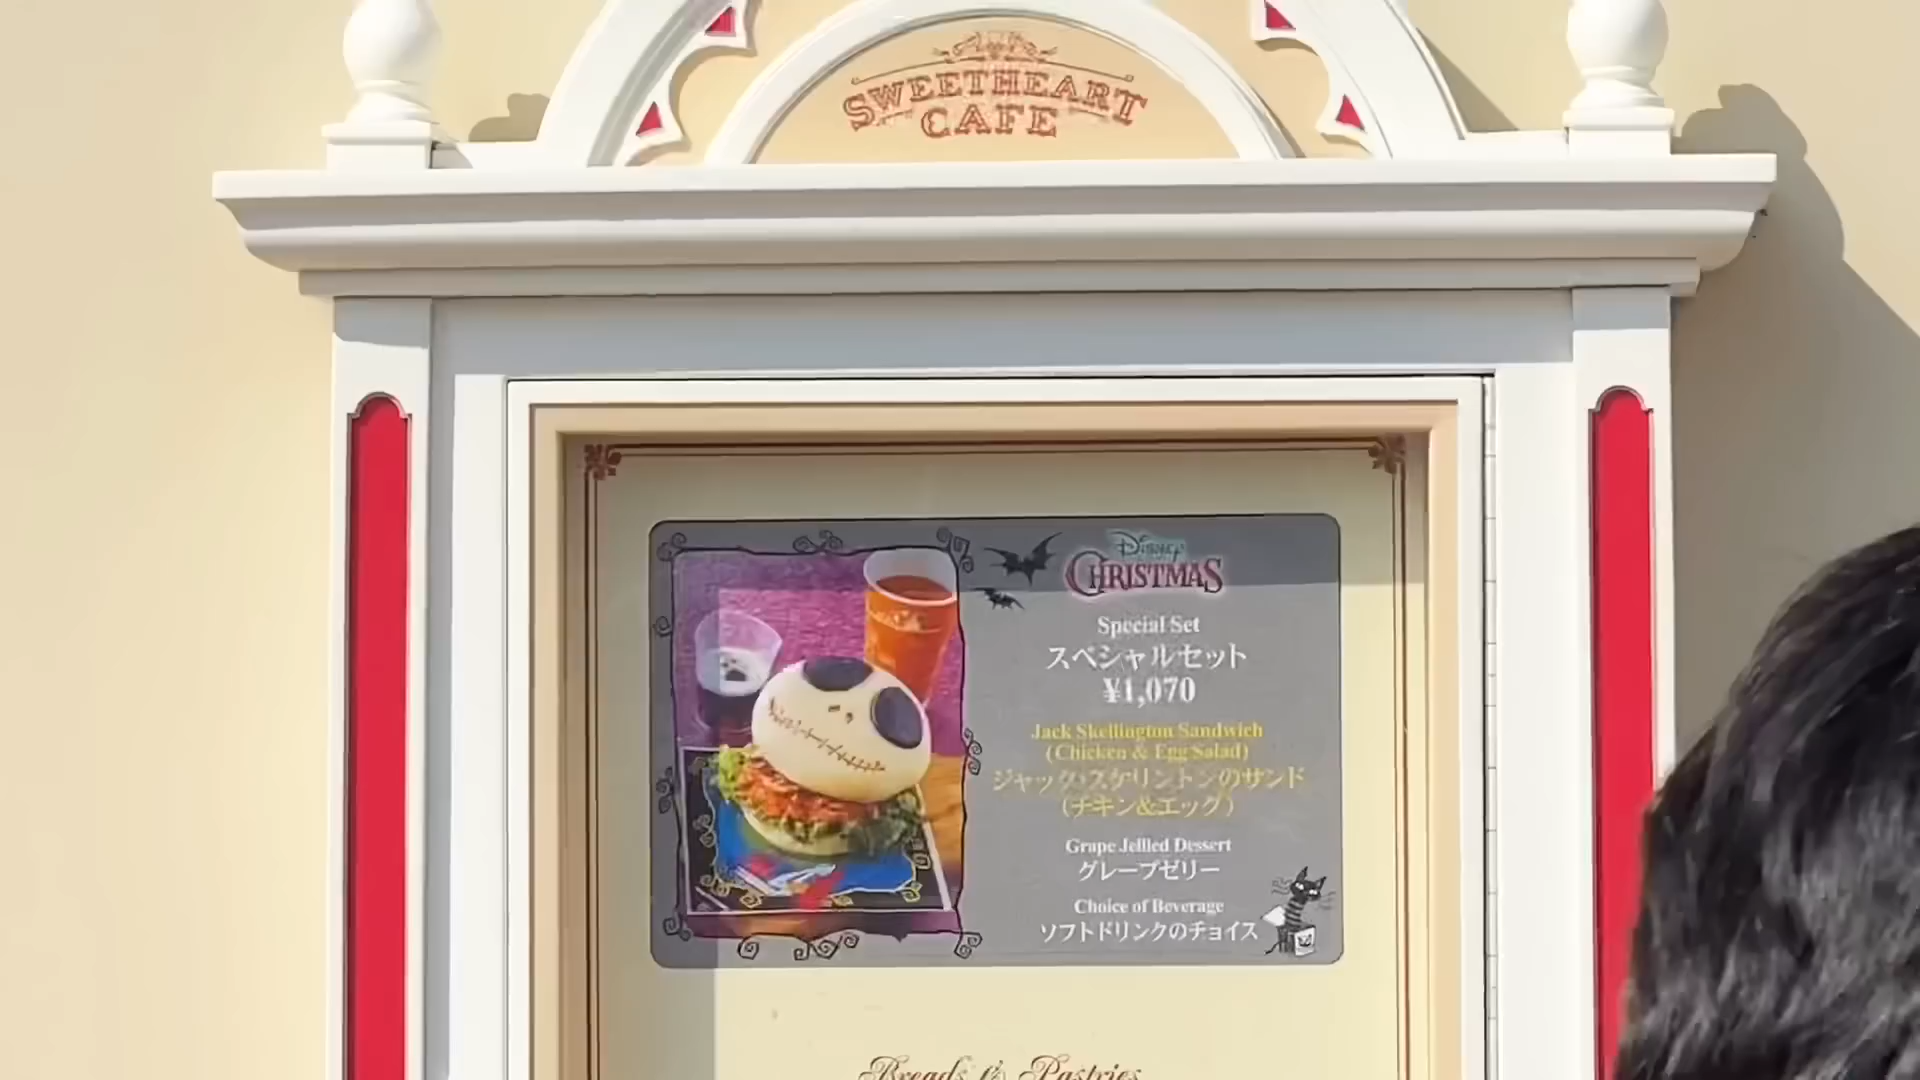 SWEETHEART
CAFE
Disney
CHRISTMAS
Special Set
スペシャルセット
¥1,070
Jack Skellington Sandwich
(Chicken & Egg Salad)
ジャック・スケリントンのサンド
(チキン&エッグ)
Grape Jellied Dessert
グレープゼリー
Choice of Beverage
ソフトドリンクのチョイス
Breads & Pastries